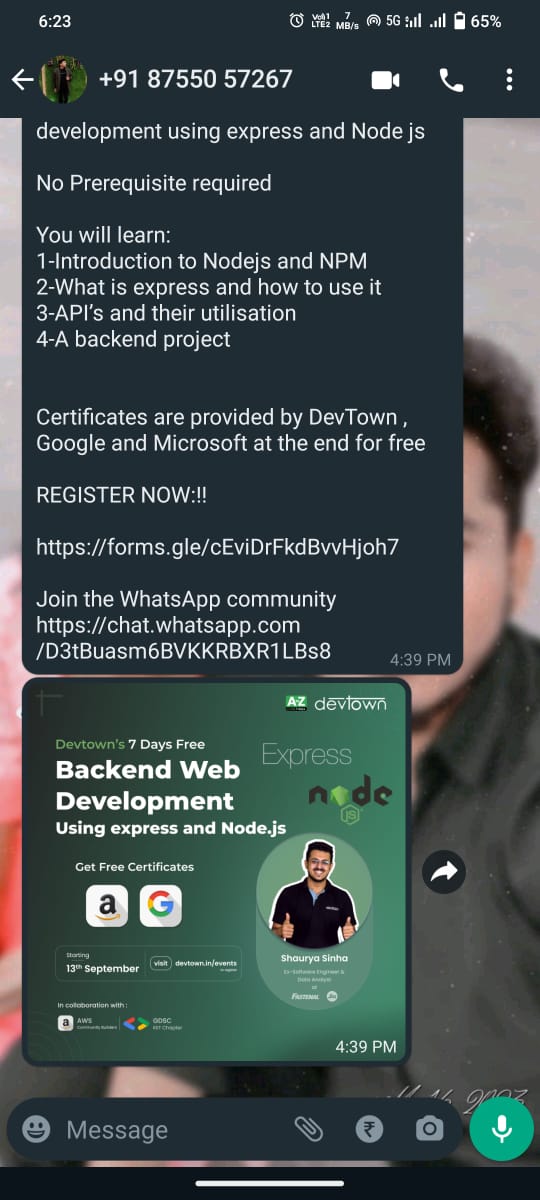 6:23
Vo))1
LTE2
7
MB/s
5G
65%
+91 87550 57267
development using express and Node js
No Prerequisite required
You will learn:
1-Introduction to Nodejs and NPM
2-What is express and how to use it
3-API’s and their utilisation
4-A backend project
Certificates are provided by DevTown ,
Google and Microsoft at the end for free
REGISTER NOW:!!
https://forms.gle/cEviDrFkdBvvHjoh7
Join the WhatsApp community
https://chat.whatsapp.com
/D3tBuasm6BVKKRBXR1LBs8
4:39 PM
A-Z
devtown
Devtown's 7 Days Free
Express
Backend Web
Development
node
JS
Using express and Node.js
Get Free Certificates
a
G
Starting
13th September
visit
devtown.in/events
to register
Shaurya Sinha
Ex-Software Engineer &
Data Analyst
at
FASTENAL
Jio
In collaboration with :
a
AWS
Community Builders
GDSC
KIIT Chapter
4:39 PM
Message